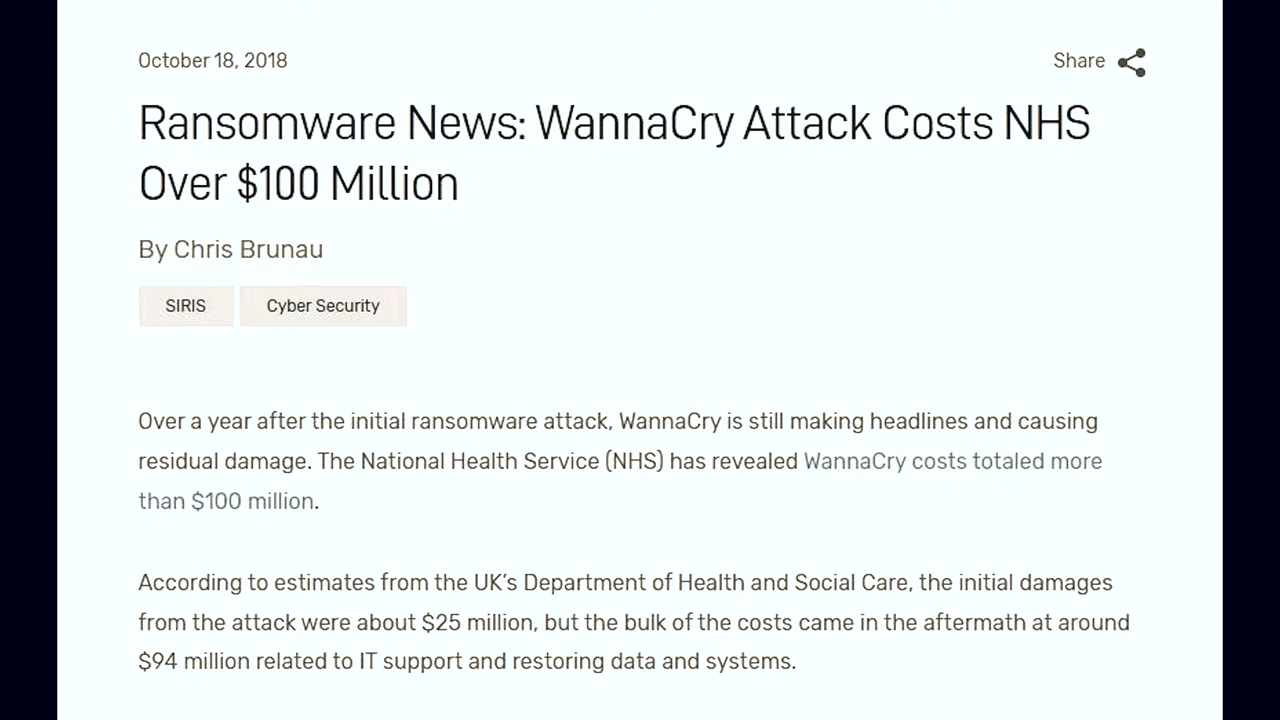 October 18, 2018
Share
Ransomware News: WannaCry Attack Costs NHS
Over $100 Million
By Chris Brunau
SIRIS
Cyber Security
Over a year after the initial ransomware attack, WannaCry is still making headlines and causing
residual damage. The National Health Service (NHS) has revealed WannaCry costs totaled more
than $100 million.
According to estimates from the UK’s Department of Health and Social Care, the initial damages
from the attack were about $25 million, but the bulk of the costs came in the aftermath at around
$94 million related to IT support and restoring data and systems.